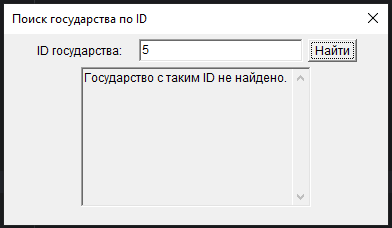 Поиск государства по ID
ID государства: 5 Найти
Государство с таким ID не найдено.